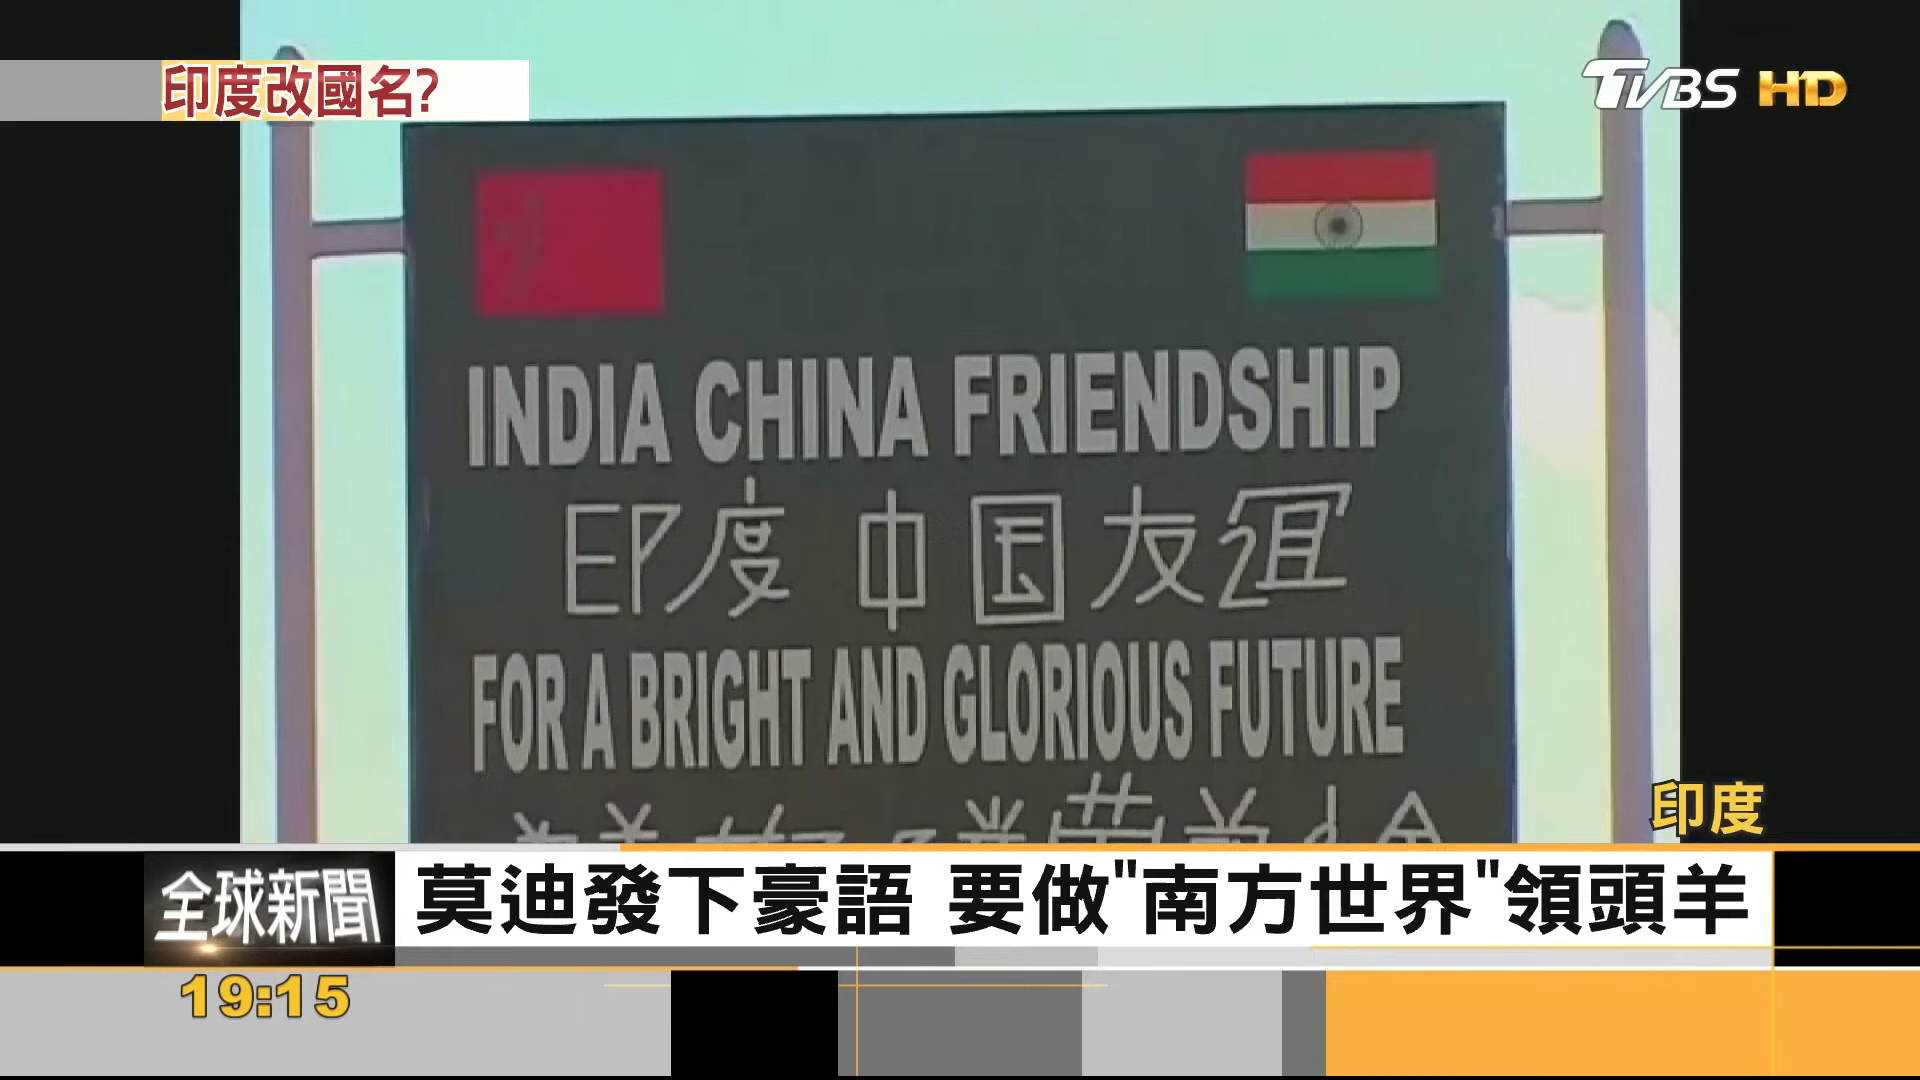 印度改國名?
TVBS HD
INDIA CHINA FRIENDSHIP
印度 中国 友谊
FOR A BRIGHT AND GLORIOUS FUTURE
印度
全球新聞
莫迪發下豪語 要做"南方世界"領頭羊
19:15